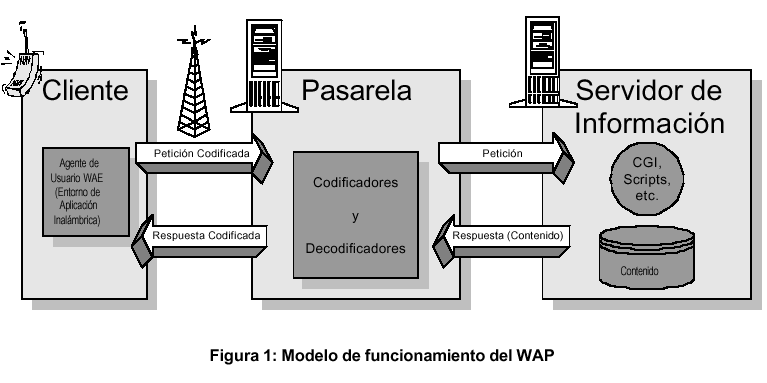 Cliente
Pasarela
Servidor de
Información
Petición Codificada
Petición
Agente de
Usuario WAE
(Entorno de
Aplicación
Inalámbrica)
Codificadores
y
Decodificadores
CGI,
Scripts,
etc.
Respuesta Codificada
Respuesta (Contenido)
Contenido
Figura 1: Modelo de funcionamiento del WAP